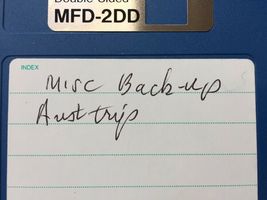 Double Sided
MFD-2DD
INDEX
Misc Back-up
Aust trip